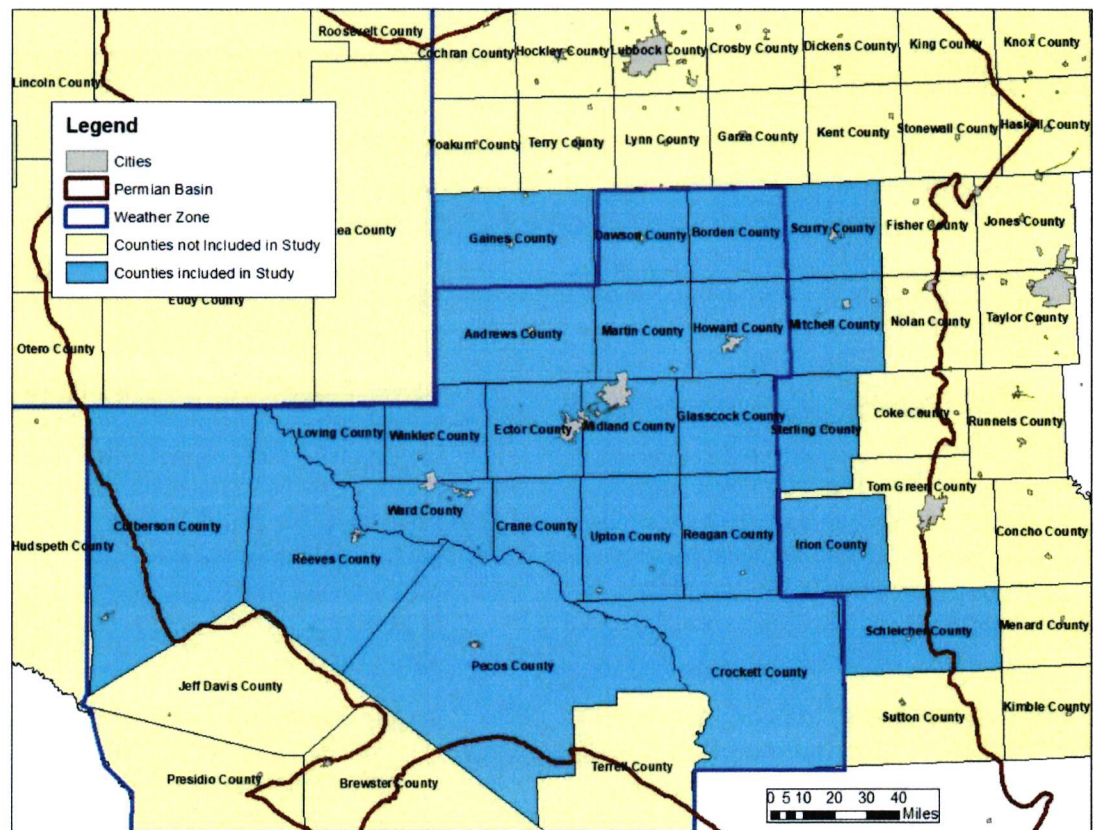 Roosevelt County
Cochran County
Hockley County
Lubbock County
Crosby County
Dickens County
King County
Knox County
Lincoln County
Legend
Cities
Permian Basin
Weather Zone
Counties not Included in Study
Counties included in Study
Yoakum County
Terry County
Lynn County
Garza County
Kent County
Stonewall County
Haskell County
ea County
Gaines County
Dawson County
Borden County
Scurry County
Fisher County
Jones County
Eddy County
Otero County
Andrews County
Martin County
Howard County
Mitchell County
Nolan County
Taylor County
Loving County
Winkler County
Ector County
Midland County
Glasscock County
Sterling County
Coke County
Runnels County
Tom Green County
Culberson County
Hudspeth County
Reeves County
Ward County
Crane County
Upton County
Reagan County
Irion County
Concho County
Schleicher County
Menard County
Jeff Davis County
Pecos County
Crockett County
Sutton County
Kimble County
Presidio County
Brewster County
Terrell County
0 5 10 20 30 40
Miles